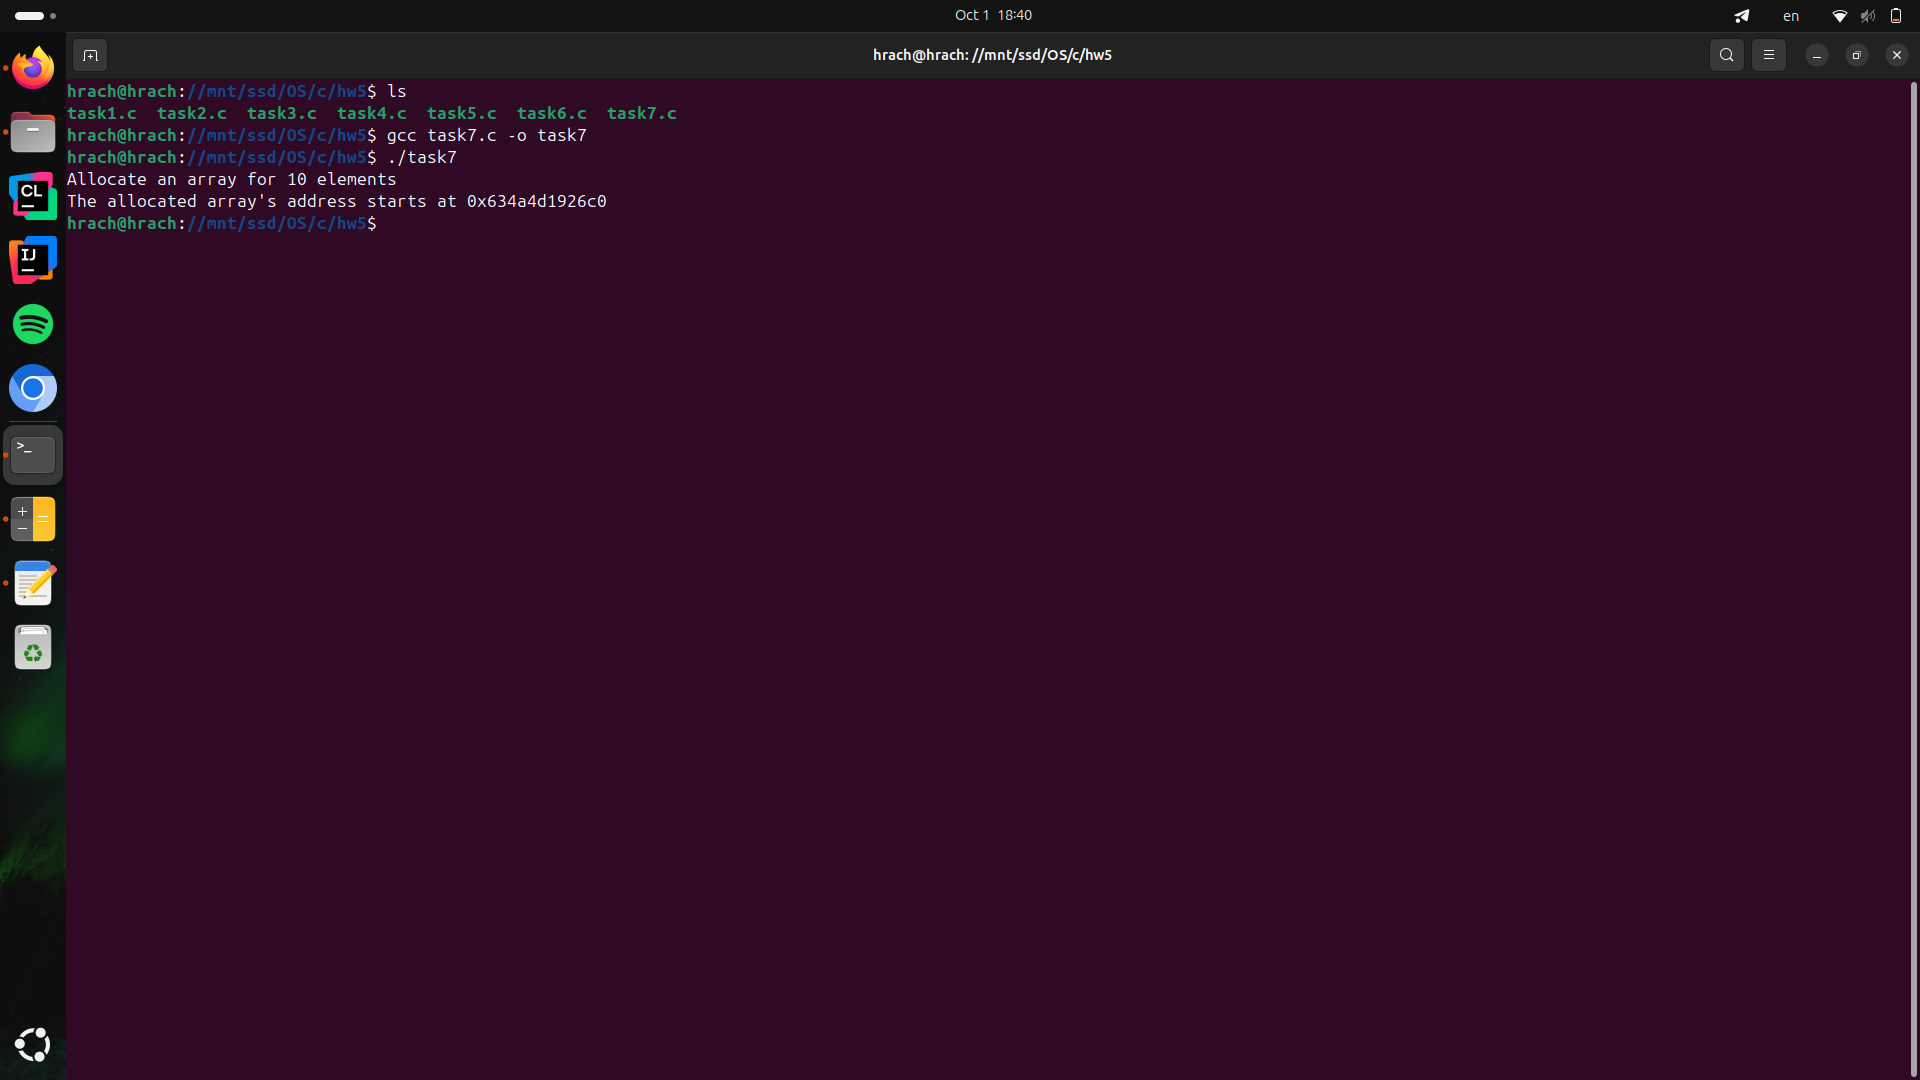 Oct 1 18:40
en
hrach@hrach: //mnt/ssd/OS/c/hw5
hrach@hrach://mnt/ssd/OS/c/hw5$ ls
task1.c task2.c task3.c task4.c task5.c task6.c task7.c
hrach@hrach://mnt/ssd/OS/c/hw5$ gcc task7.c -o task7
hrach@hrach://mnt/ssd/OS/c/hw5$ ./task7
Allocate an array for 10 elements
The allocated array's address starts at 0x634a4d1926c0
hrach@hrach://mnt/ssd/OS/c/hw5$
CL
IJ
>_